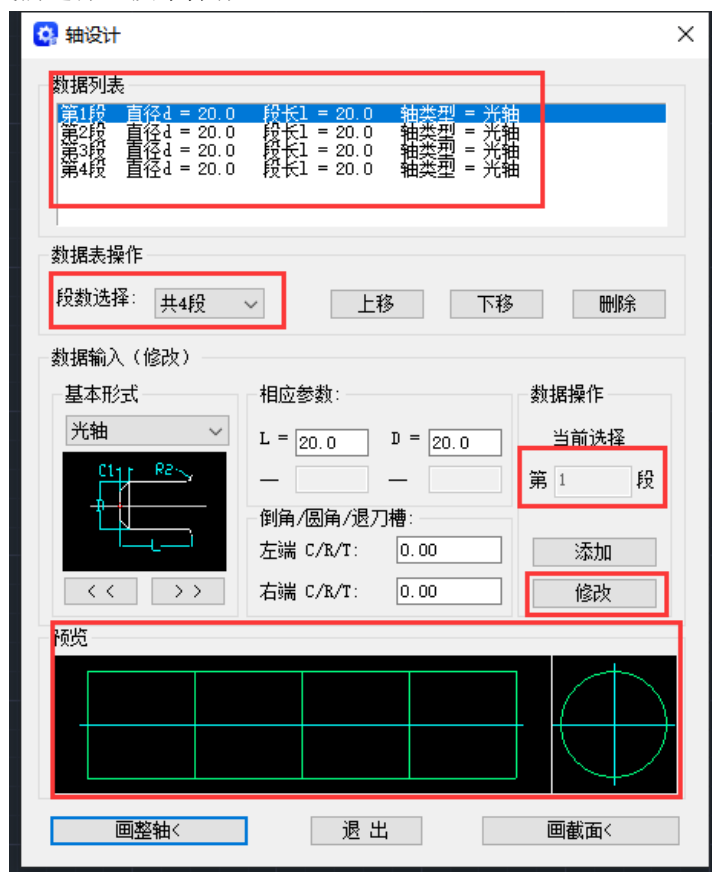 轴设计
数据列表
第1段 直径d = 20.0 段长l = 20.0 轴类型 = 光轴
第2段 直径d = 20.0 段长l = 20.0 轴类型 = 光轴
第3段 直径d = 20.0 段长l = 20.0 轴类型 = 光轴
第4段 直径d = 20.0 段长l = 20.0 轴类型 = 光轴
数据表操作
段数选择: 共4段 上移 下移 删除
数据输入（修改）
基本形式 相应参数: 数据操作
光轴 L = 20.0 D = 20.0 当前选择
C1 R2
D
L
— — 第 1 段
倒角/圆角/退刀槽:
左端 C/R/T: 0.00 添加
<< >> 右端 C/R/T: 0.00 修改
预览
画整轴< 退 出 画截面<